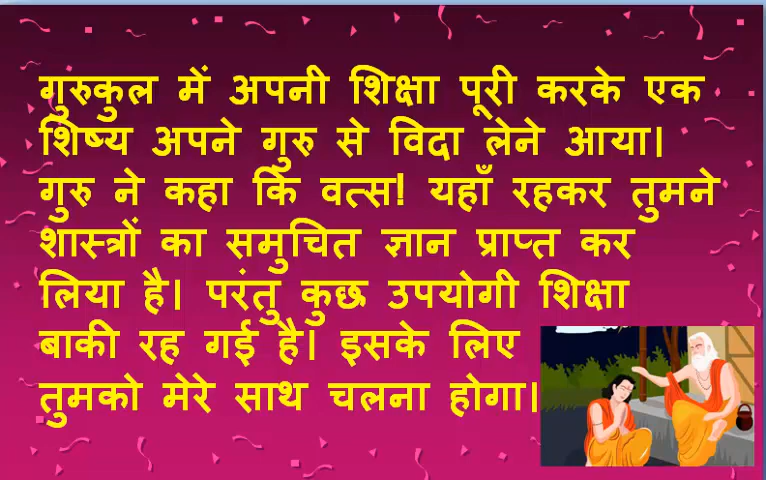 गुरुकुल में अपनी शिक्षा पूरी करके एक
शिष्य अपने गुरु से विदा लेने आया।
गुरु ने कहा कि वत्स! यहाँ रहकर तुमने
शास्त्रों का समुचित ज्ञान प्राप्त कर
लिया है। परंतु कुछ उपयोगी शिक्षा
बाकी रह गई है। इसके लिए
तुमको मेरे साथ चलना होगा।